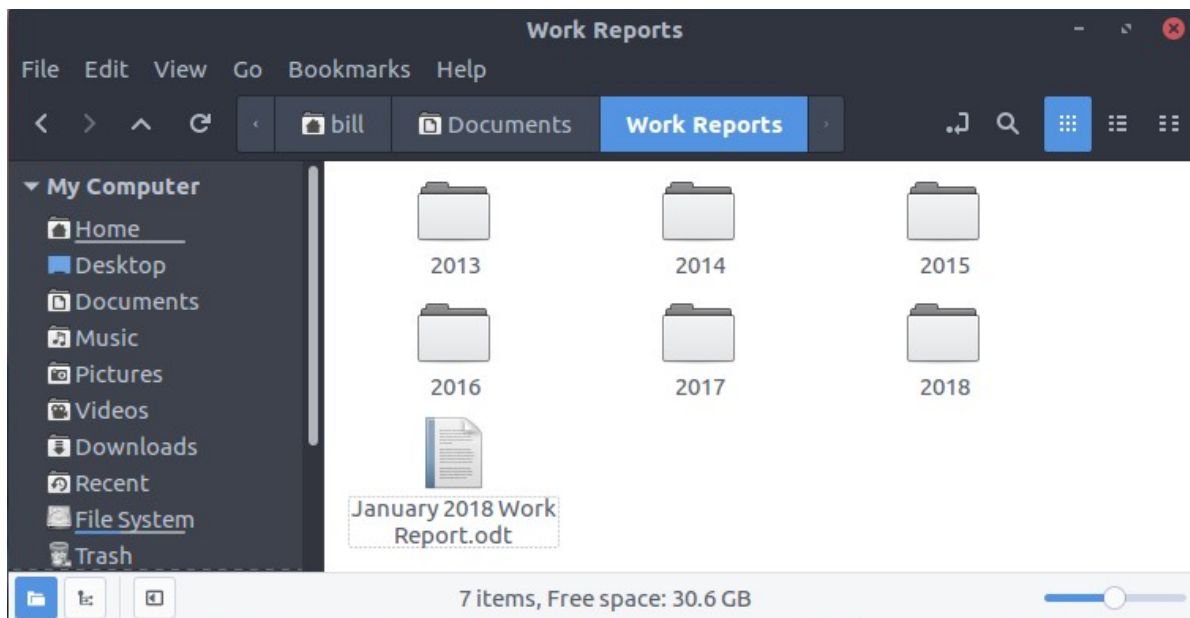 Work Reports
File Edit View Go Bookmarks Help
bill Documents Work Reports
My Computer
Home
Desktop
Documents
Music
Pictures
Videos
Downloads
Recent
File System
Trash
2013 2014 2015
2016 2017 2018
January 2018 Work
Report.odt
7 items, Free space: 30.6 GB